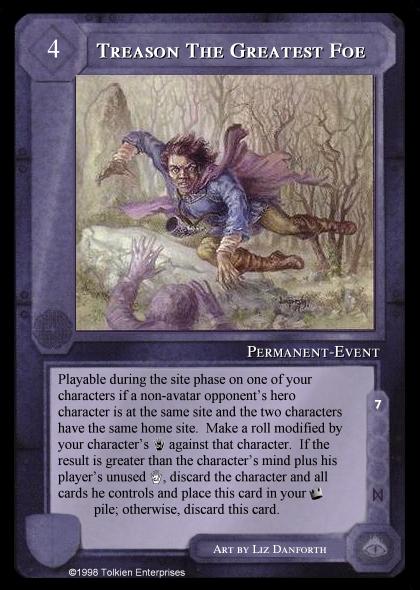 4
Treason The Greatest Foe
Permanent-Event
Playable during the site phase on one of your
characters if a non-avatar opponent's hero
character is at the same site and the two characters
have the same home site.  Make a roll modified by
your character's against that character.  If the
result is greater than the character's mind plus his
player's unused , discard the character and all
cards he controls and place this card in your
pile; otherwise, discard this card.
7
Art by Liz Danforth
©1998 Tolkien Enterprises